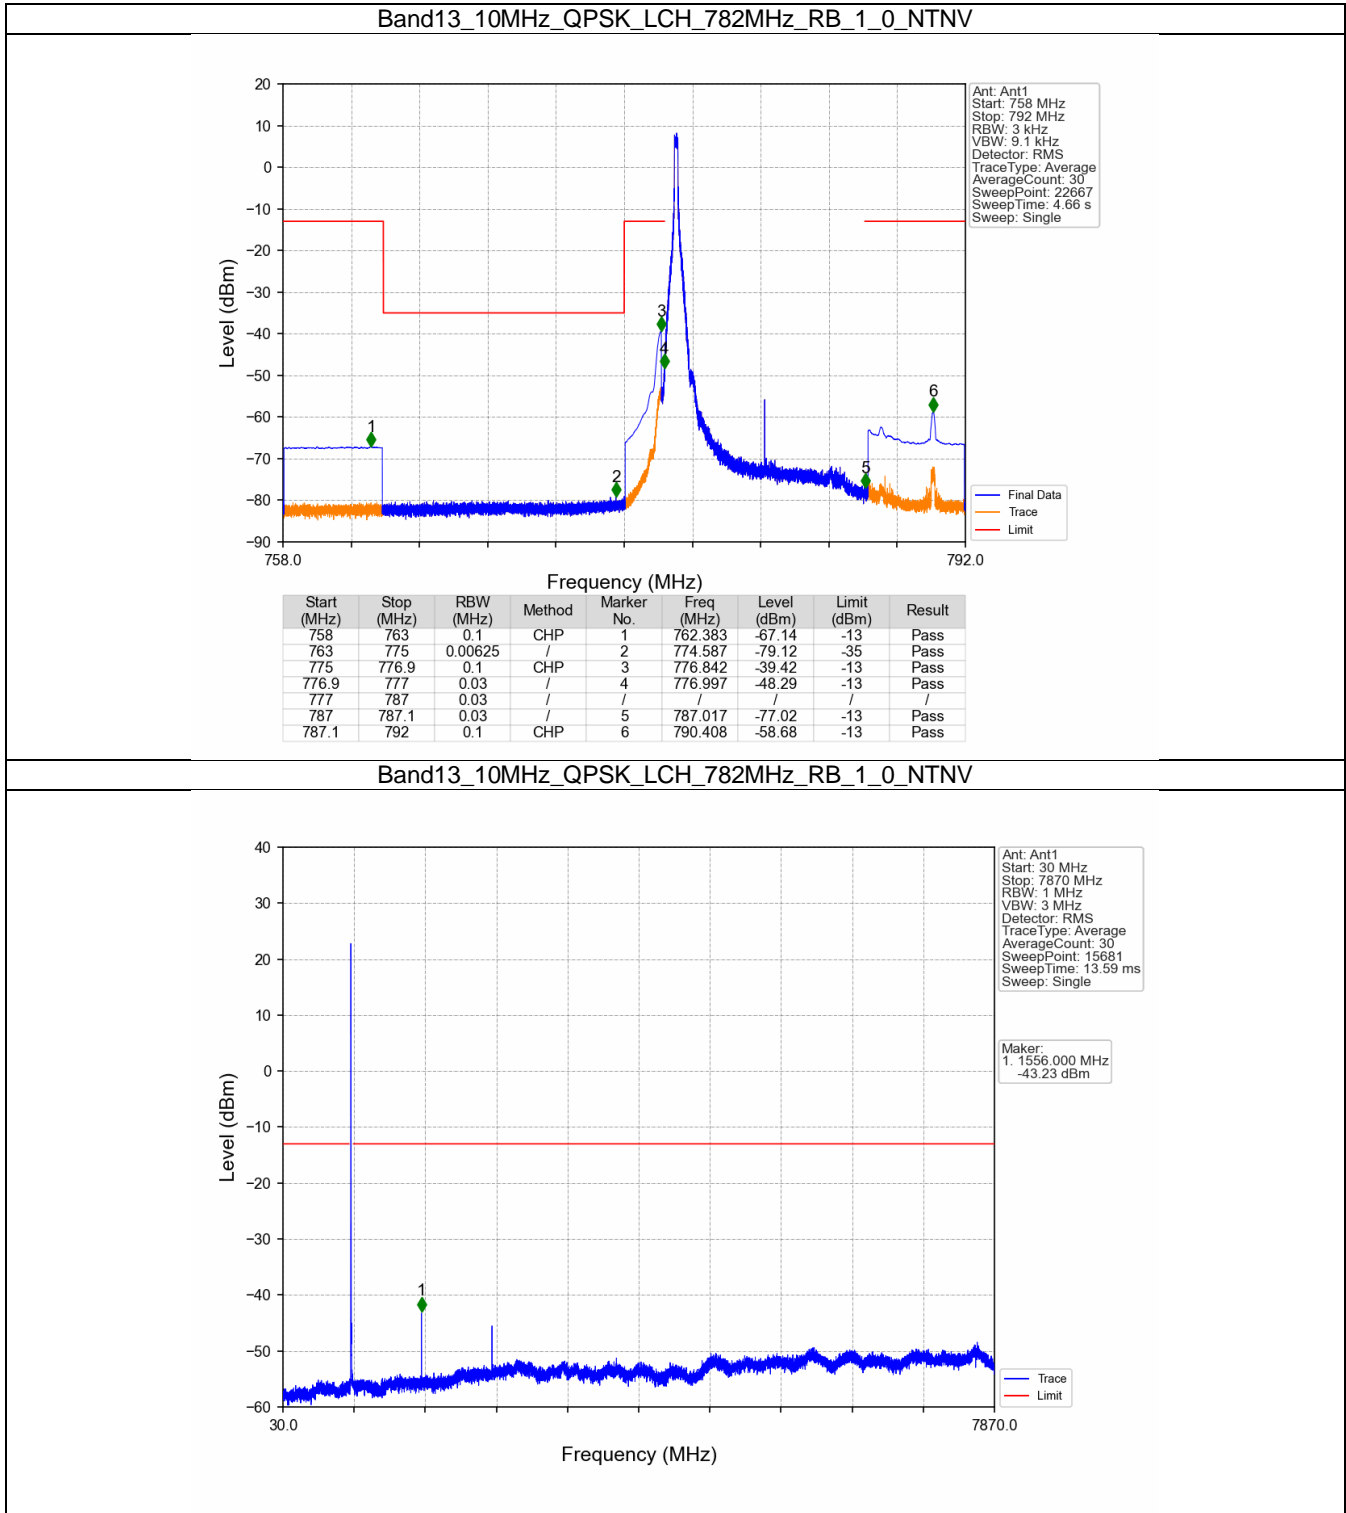 Band13_10MHz_QPSK_LCH_782MHz_RB_1_0_NTNV
20
10
0
−10
−20
−30
−40
−50
−60
−70
−80
−90
Level (dBm)
1
2
3
4
5
6
758.0
792.0
Frequency (MHz)
Ant: Ant1
Start: 758 MHz
Stop: 792 MHz
RBW: 3 kHz
VBW: 9.1 kHz
Detector: RMS
TraceType: Average
AverageCount: 30
SweepPoint: 22667
SweepTime: 4.66 s
Sweep: Single
Final Data
Trace
Limit
Start (MHz) Stop (MHz) RBW (MHz) Method Marker No. Freq (MHz) Level (dBm) Limit (dBm) Result
758 763 0.1 CHP 1 762.383 -67.14 -13 Pass
763 775 0.00625 / 2 774.587 -79.12 -35 Pass
775 776.9 0.1 CHP 3 776.842 -39.42 -13 Pass
776.9 777 0.03 / 4 776.997 -48.29 -13 Pass
777 787 0.03 / / / / / /
787 787.1 0.03 / 5 787.017 -77.02 -13 Pass
787.1 792 0.1 CHP 6 790.408 -58.68 -13 Pass
Band13_10MHz_QPSK_LCH_782MHz_RB_1_0_NTNV
40
30
20
10
0
−10
−20
−30
−40
−50
−60
Level (dBm)
1
30.0
7870.0
Frequency (MHz)
Ant: Ant1
Start: 30 MHz
Stop: 7870 MHz
RBW: 1 MHz
VBW: 3 MHz
Detector: RMS
TraceType: Average
AverageCount: 30
SweepPoint: 15681
SweepTime: 13.59 ms
Sweep: Single
Maker:
1. 1556.000 MHz
-43.23 dBm
Trace
Limit